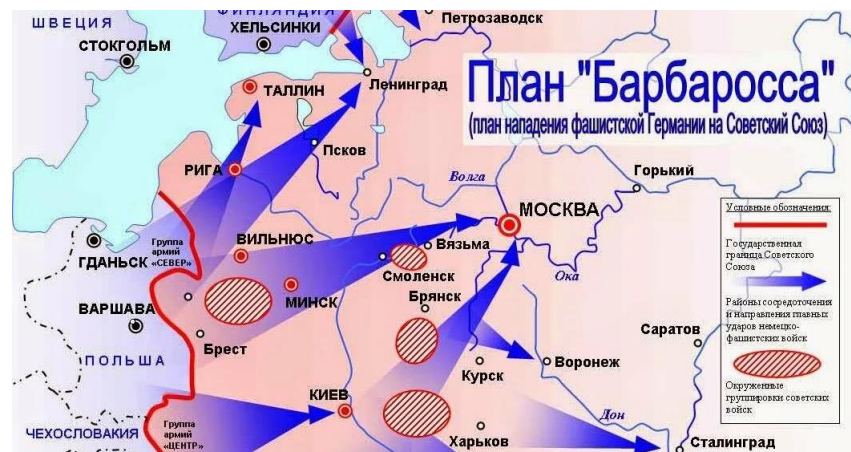 ШВЕЦИЯ
ФИНЛЯНДИЯ
ХЕЛЬСИНКИ
Петрозаводск
СТОКГОЛЬМ
Ленинград
План "Барбаросса"
(план нападения фашистской Германии на Советский Союз)
ТАЛЛИН
Псков
РИГА
Волга
Горький
МОСКВА
Условные обозначения:
Государственная
граница Советского
Союза
Районы сосредоточения
и направления главных
ударов немецко-
фашистских войск
Окруженные
группировки советских
войск
Группа
армий
«СЕВЕР»
ГДАНЬСК
ВИЛЬНЮС
Вязьма
Смоленск
Ока
МИНСК
Брянск
ВАРШАВА
Брест
Саратов
ПОЛЬША
Курск
Воронеж
КИЕВ
Дон
Группа
армий
«ЦЕНТР»
ЧЕХОСЛОВАКИЯ
Харьков
Сталинград